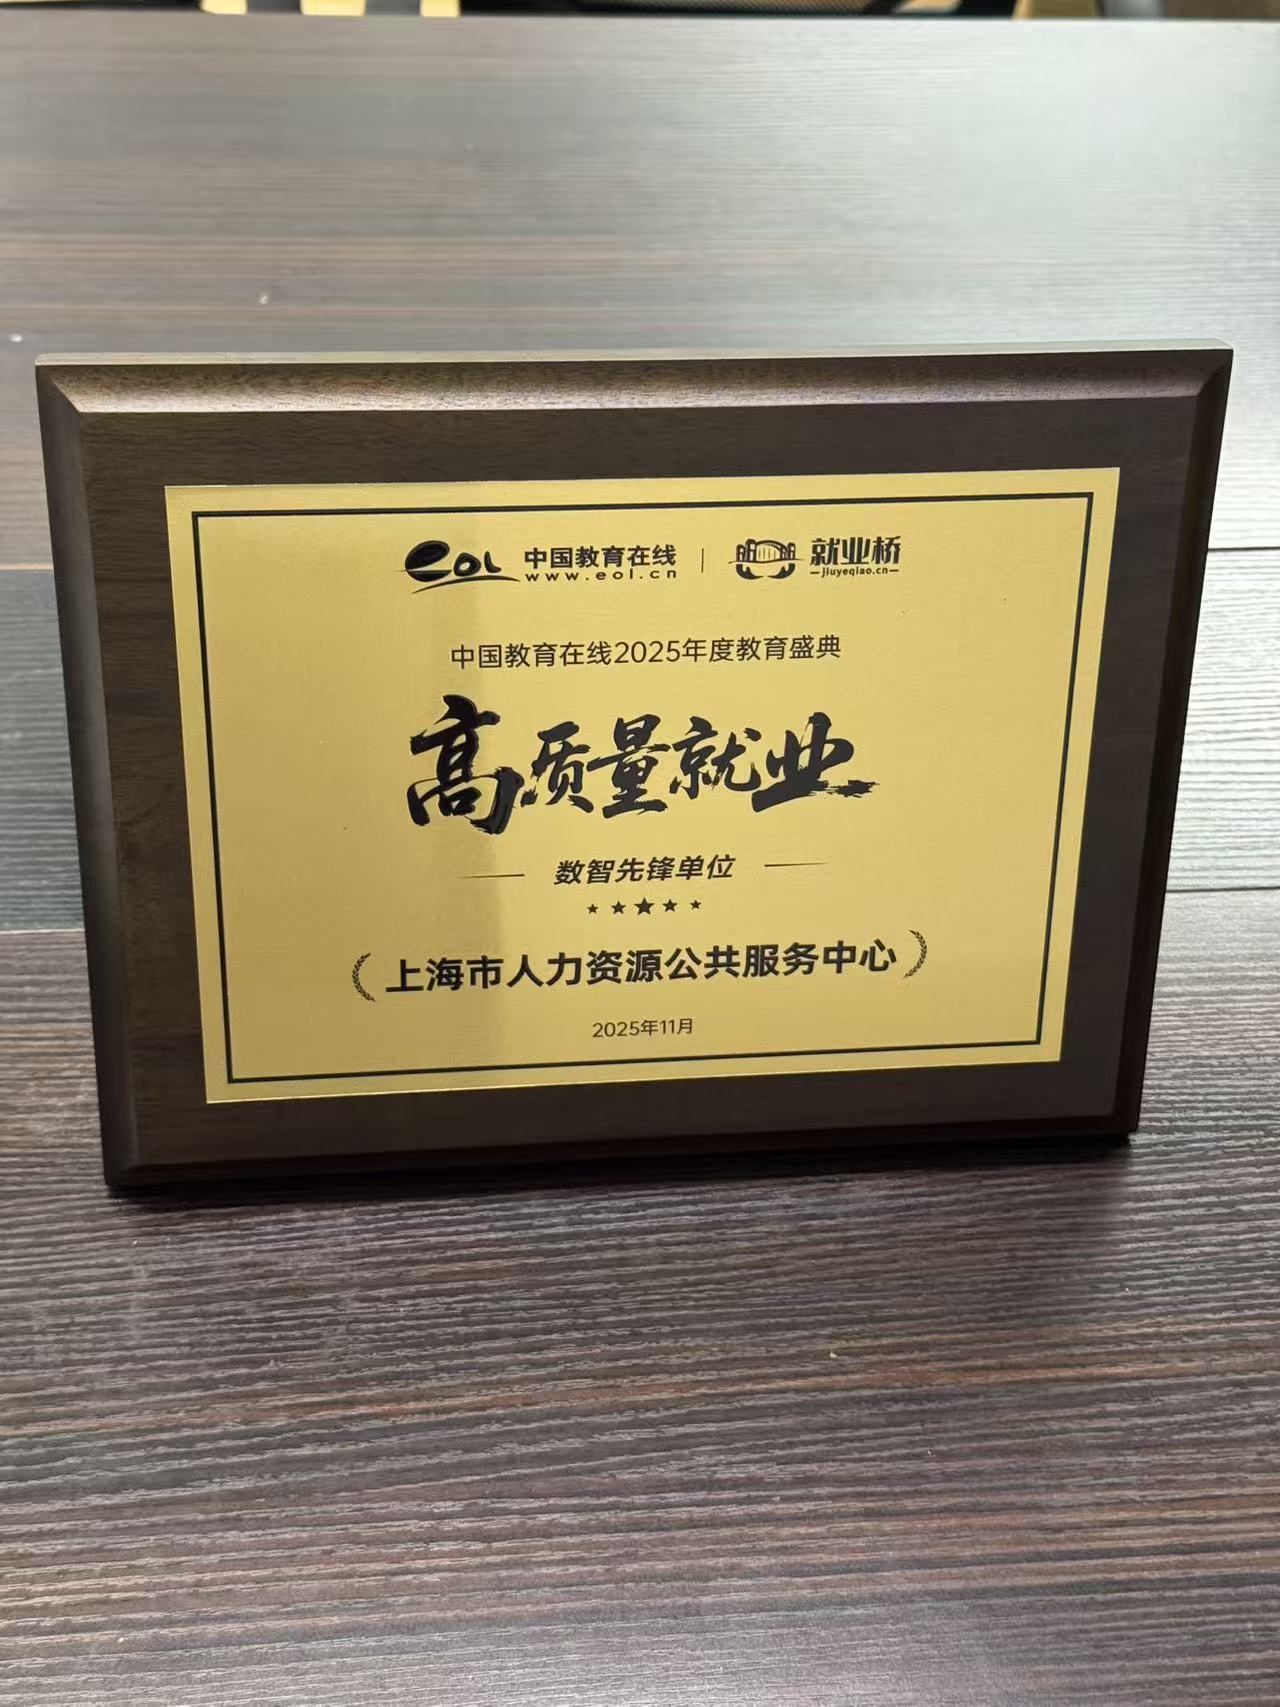 eoL 中国教育在线 | 就业桥
www.eol.cn jiuyeqiao.cn
中国教育在线2025年度教育盛典
高质量就业
数智先锋单位
上海市人力资源公共服务中心
2025年11月